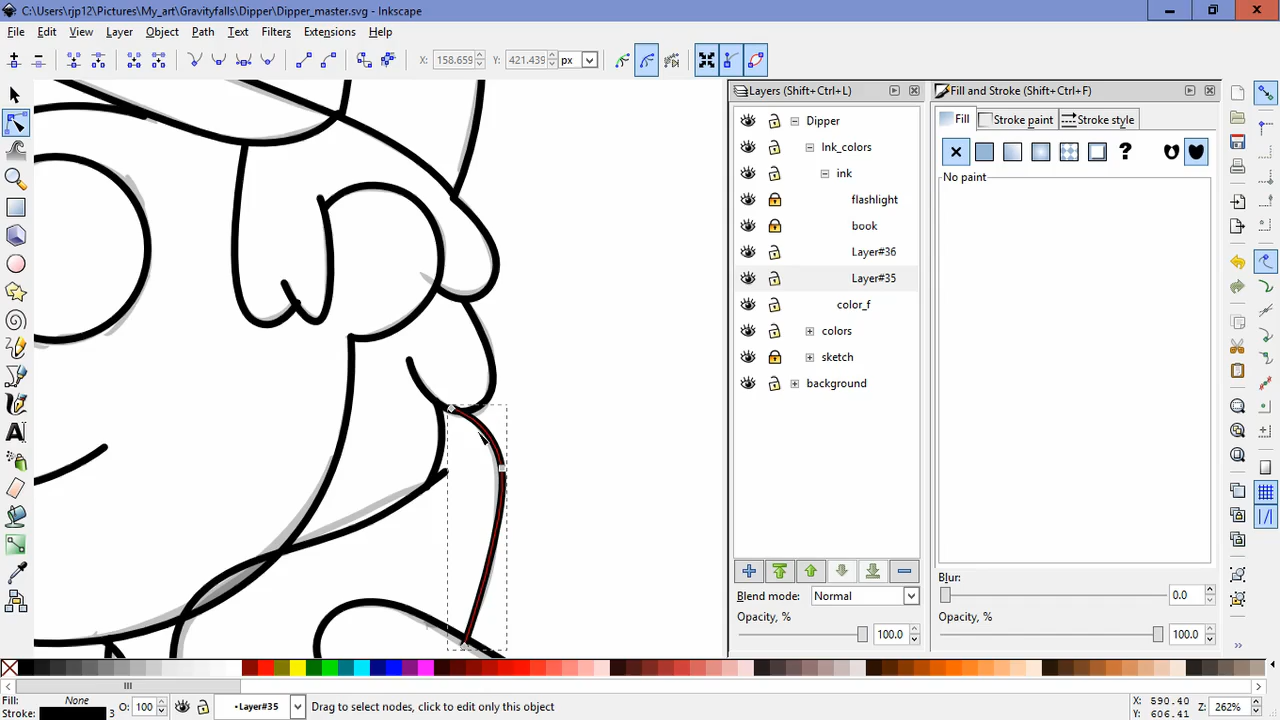 C:\Users\rjp12\Pictures\My_art\Gravityfalls\Dipper\Dipper_master.svg - Inkscape
File Edit View Layer Object Path Text Filters Extensions Help
X: 158.659 Y: 421.439 px
Layers (Shift+Ctrl+L)
Dipper
Ink_colors
ink
flashlight
book
Layer#36
Layer#35
color_f
colors
sketch
background
Blend mode: Normal
Opacity, %
100.0
Fill and Stroke (Shift+Ctrl+F)
Fill Stroke paint Stroke style
?
No paint
Blur:
0.0
Opacity, %
100.0
Fill: None
Stroke: 3
O: 100
•Layer#35
Drag to select nodes, click to edit only this object
X: 590.40
Y: 606.41
Z: 262%